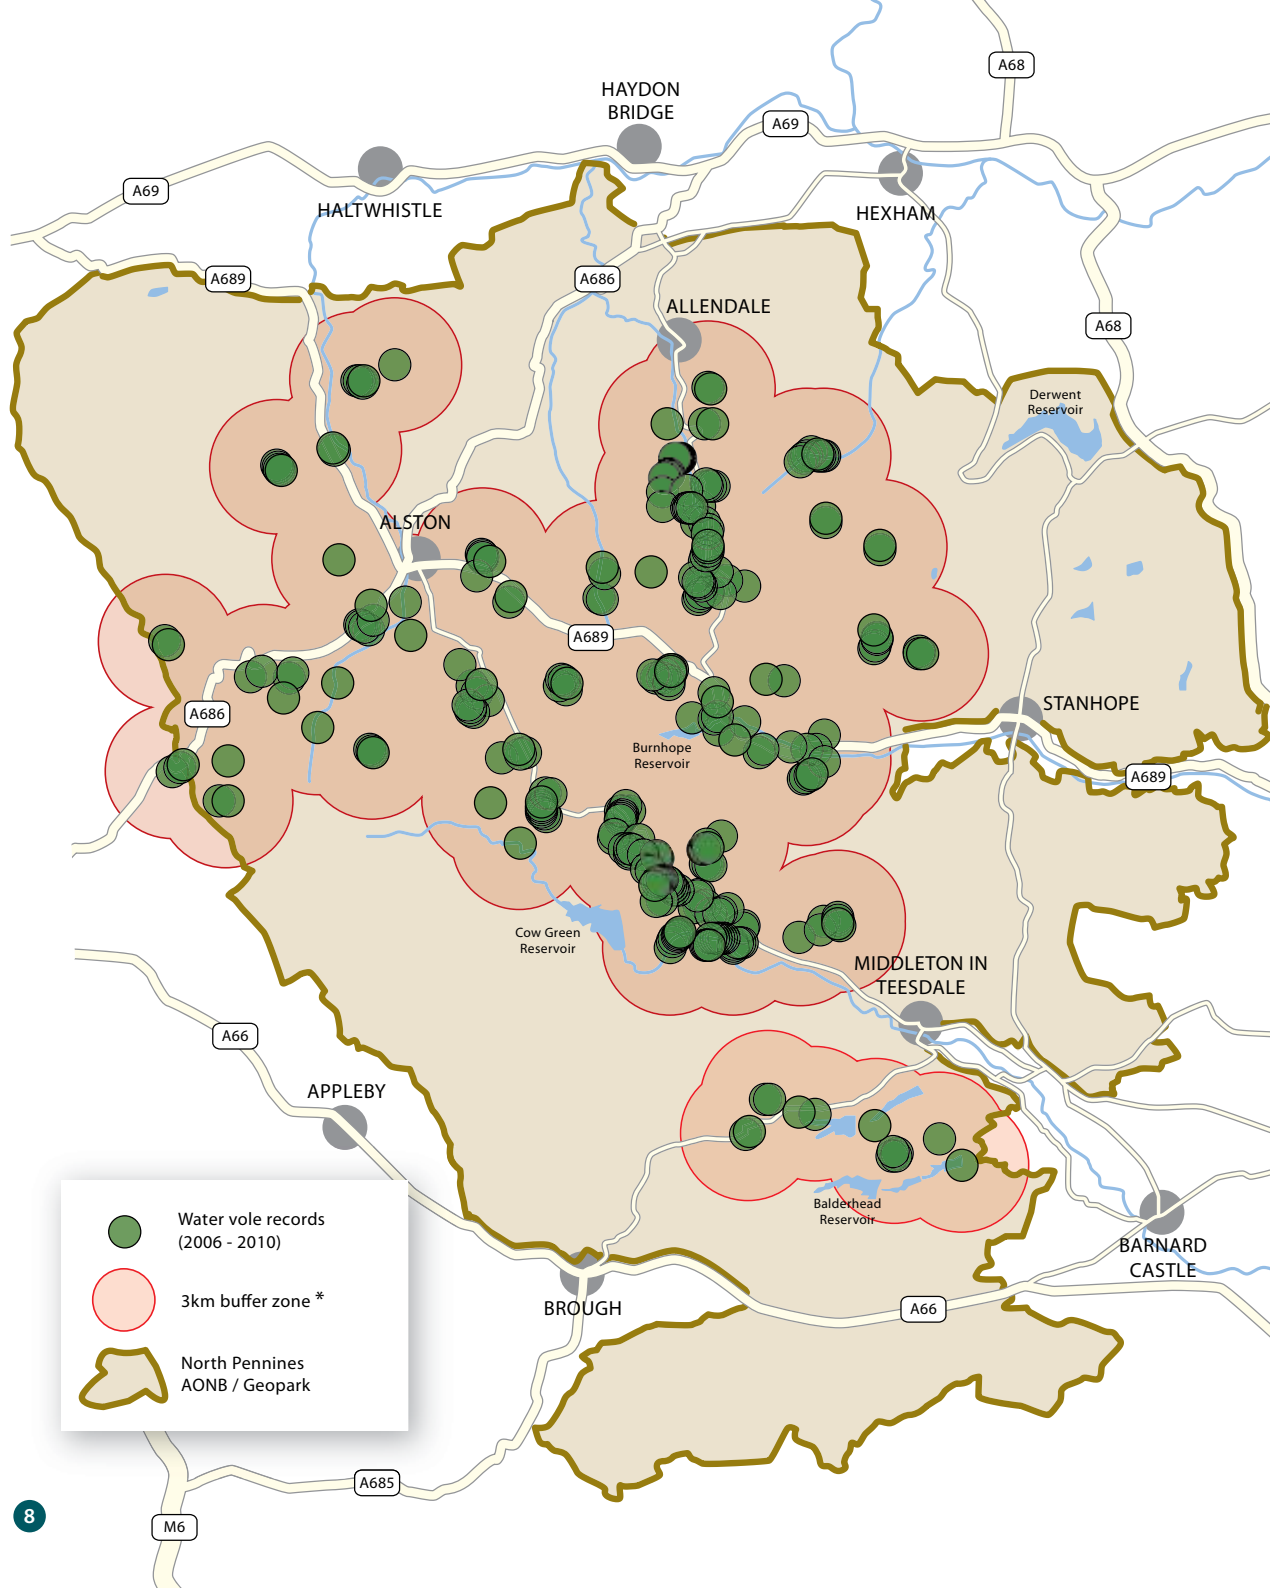 A68
HAYDON
BRIDGE
A69
A69
HALTWHISTLE
HEXHAM
A689
A686
ALLENDALE
A68
Derwent
Reservoir
ALSTON
A689
A686
STANHOPE
Burnhope
Reservoir
A689
Cow Green
Reservoir
MIDDLETON IN
TEESDALE
A66
APPLEBY
Balderhead
Reservoir
BARNARD
CASTLE
BROUGH
A66
Water vole records
(2006 - 2010)
3km buffer zone *
North Pennines
AONB / Geopark
A685
8
M6